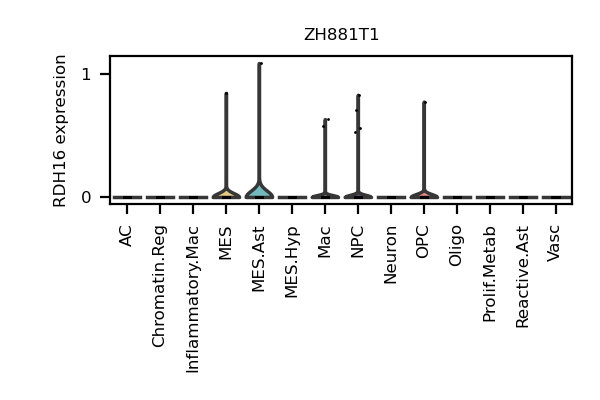 ZH881T1
RDH16 expression
1
0
AC
Chromatin.Reg
Inflammatory.Mac
MES
MES.Ast
MES.Hyp
Mac
NPC
Neuron
OPC
Oligo
Prolif.Metab
Reactive.Ast
Vasc